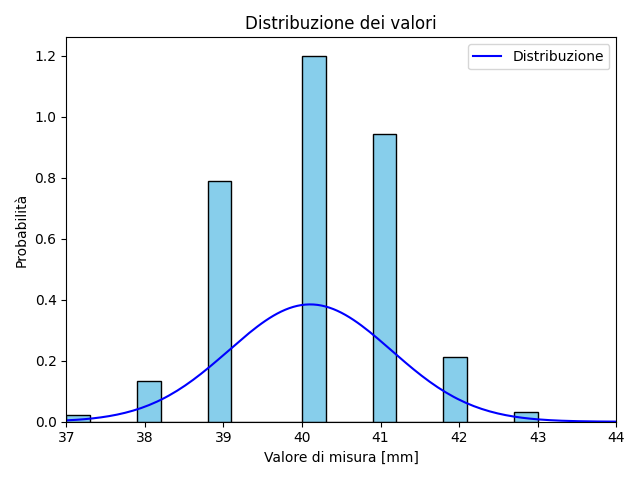 Distribuzione dei valori
Distribuzione
Probabilità
1.2
1.0
0.8
0.6
0.4
0.2
0.0
37 38 39 40 41 42 43 44
Valore di misura [mm]